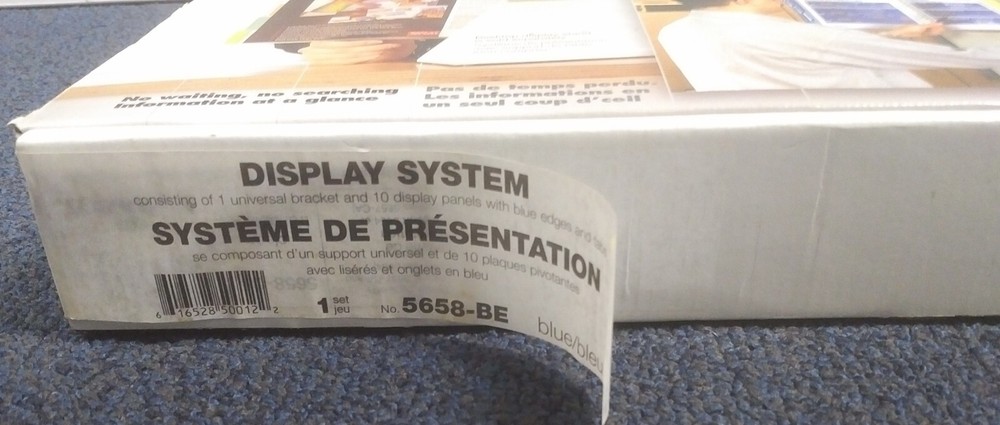 No waiting, no searching
Information at a glance
Pas de temps perdu.
Les informations en
un seul coup d'œil
DISPLAY SYSTEM
consisting of 1 universal bracket and 10 display panels with blue edges and
SYSTÈME DE PRÉSENTATION
se composant d'un support universel et de 10 plaques pivotantes
avec lisérés et onglets en bleu
6 16528 50012 2
1 set
jeu
No. 5658-BE
blue/bleu